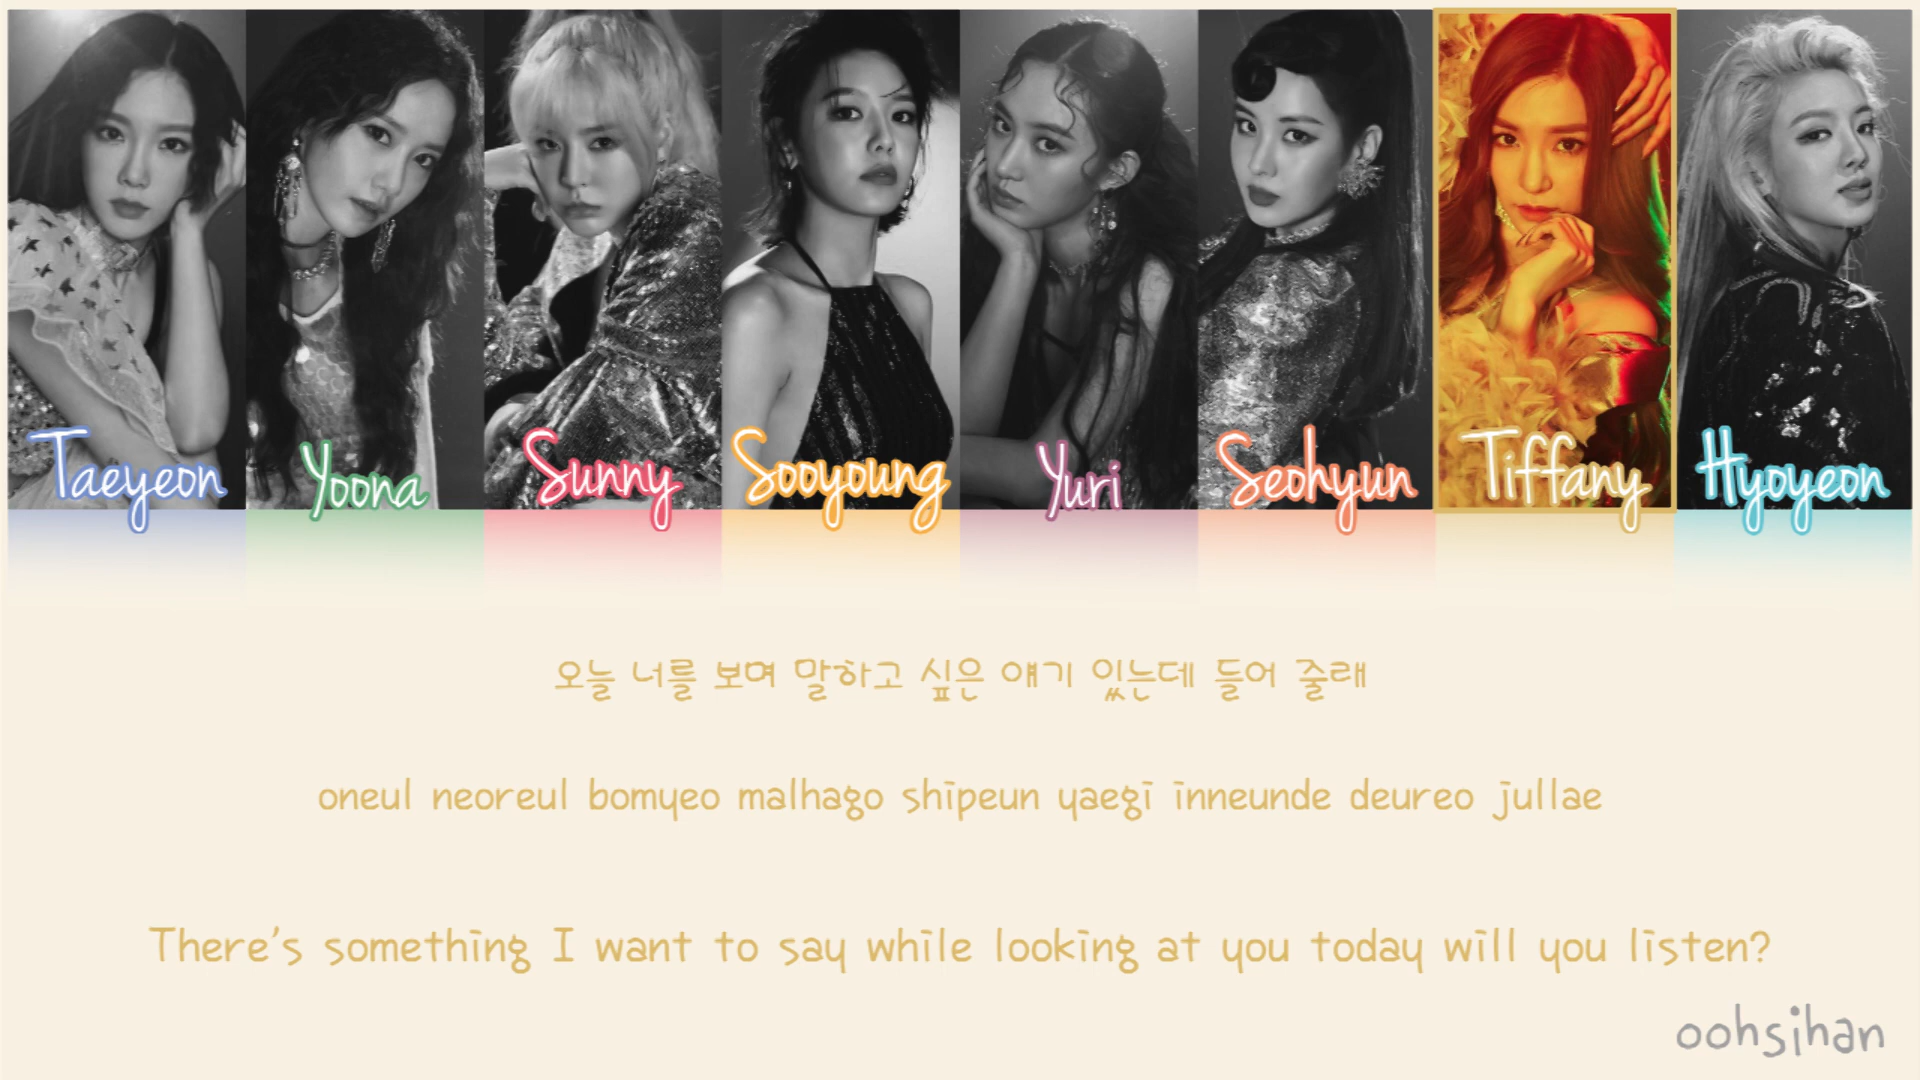 Taeyeon Yoona Sunny Sooyoung Yuri Seohyun Tiffany Hyoyeon
오늘 너를 보며 말하고 싶은 얘기 있는데 들어 줄래
oneul neoreul bomyeo malhago shipeun yaegi inneunde deureo jullae
There's something I want to say while looking at you today will you listen?
oohsihan